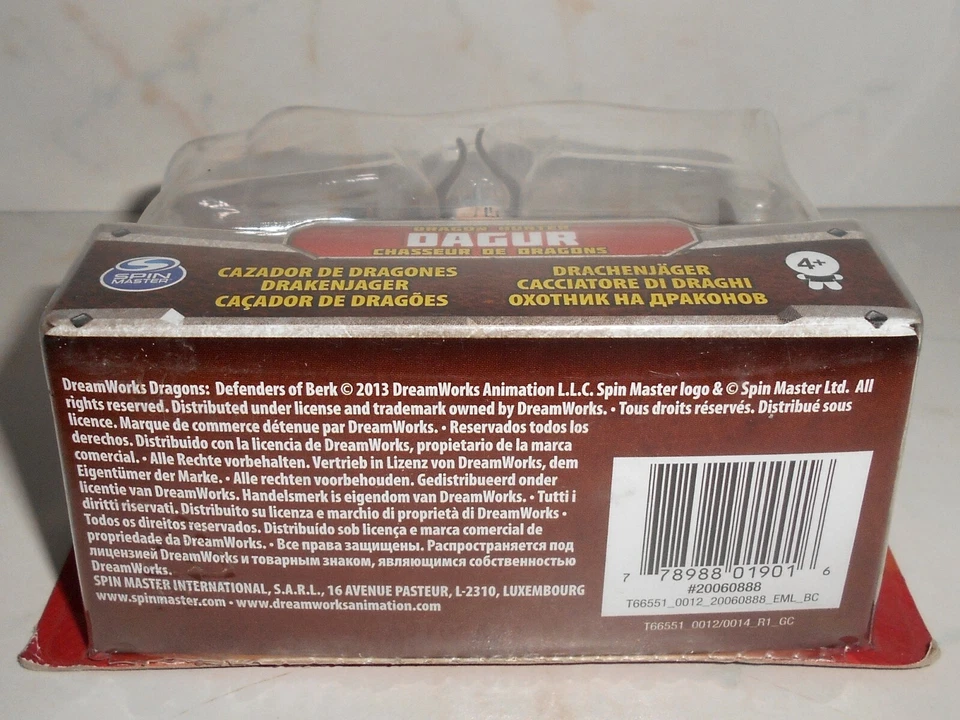 DRAGON HUNTER
DAGUR
CHASSEUR DE DRAGONS
SPIN MASTER
CAZADOR DE DRAGONES
DRAKENJAGER
CAÇADOR DE DRAGÕES
DRACHENJÄGER
CACCIATORE DI DRAGHI
ОХОТНИК НА ДРАКОНОВ
4+
DreamWorks Dragons: Defenders of Berk © 2013 DreamWorks Animation L.L.C. Spin Master logo & © Spin Master Ltd. All
rights reserved. Distributed under license and trademark owned by DreamWorks. • Tous droits réservés. Distribué sous
licence. Marque de commerce détenue par DreamWorks. • Reservados todos los
derechos. Distribuido con la licencia de DreamWorks, propietario de la marca
comercial. • Alle Rechte vorbehalten. Vertrieb in Lizenz von DreamWorks, dem
Eigentümer der Marke. • Alle rechten voorbehouden. Gedistribueerd onder
licentie van DreamWorks. Handelsmerk is eigendom van DreamWorks. • Tutti i
diritti riservati. Distribuito su licenza e marchio di proprietà di DreamWorks •
Todos os direitos reservados. Distribuído sob licença e marca comercial de
propriedade da DreamWorks. • Все права защищены. Распространяется под
лицензией DreamWorks и товарным знаком, являющимся собственностью
DreamWorks.
SPIN MASTER INTERNATIONAL, S.A.R.L., 16 AVENUE PASTEUR, L-2310, LUXEMBOURG
www.spinmaster.com • www.dreamworksanimation.com
7 78988 01901 6
#20060888
T66551_0012_20060888_EML_BC
T66551_0012/0014_R1_GC